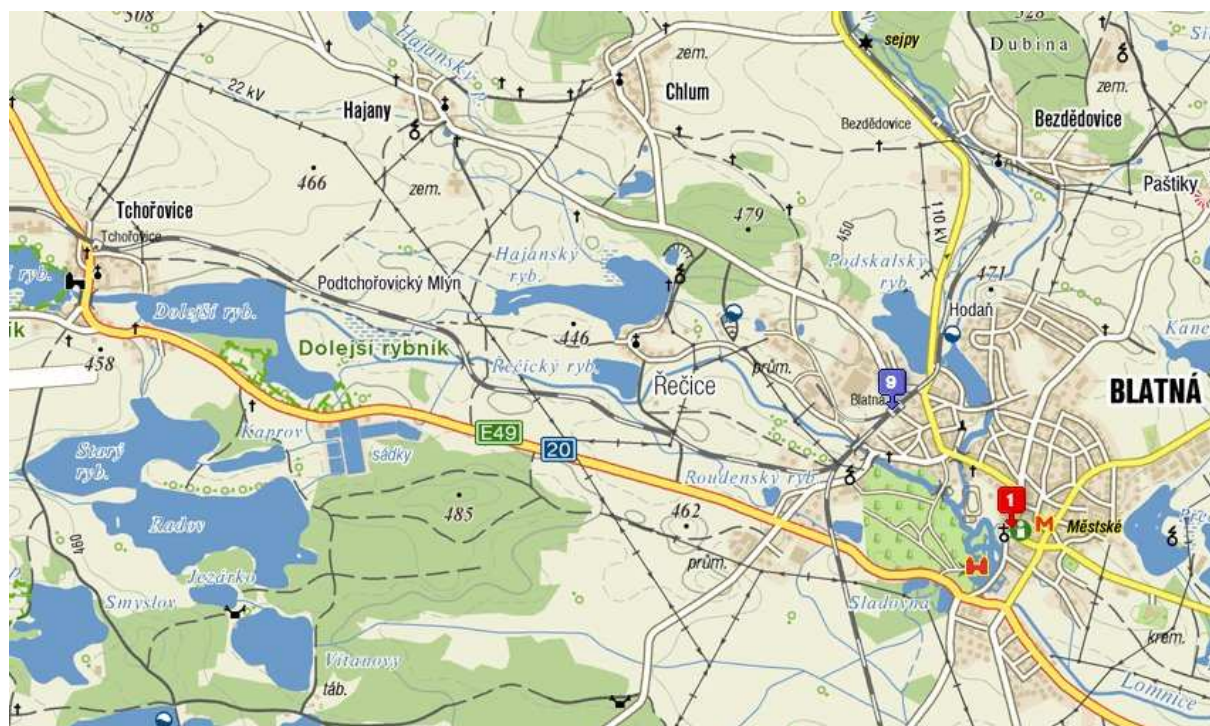 508
Hajanský
zem.
sejpy
528
Dubina
zem.
22 kV
Hajany
Chlum
Bezdědovice
Bezdědovice
466
zem.
Paštiky
Tchořovice
Tchořovice
479
450
110 kV
Podskalský
ryb.
471
Hajanský
ryb.
Podtchořovický Mlýn
Hodaň
ryb.
Dolejší ryb.
446
Dolejší rybník
458
Řečický ryb.
Řečice
prům.
9
Blatná
BLATNÁ
Kaprov
E49
20
Starý
ryb.
sádky
Roudenský ryb.
Radov
485
462
1
M
Městské
460
prům.
Jezárko
Smyslov
Sladovna
Vitanovy
táb.
krem.
Lomnice